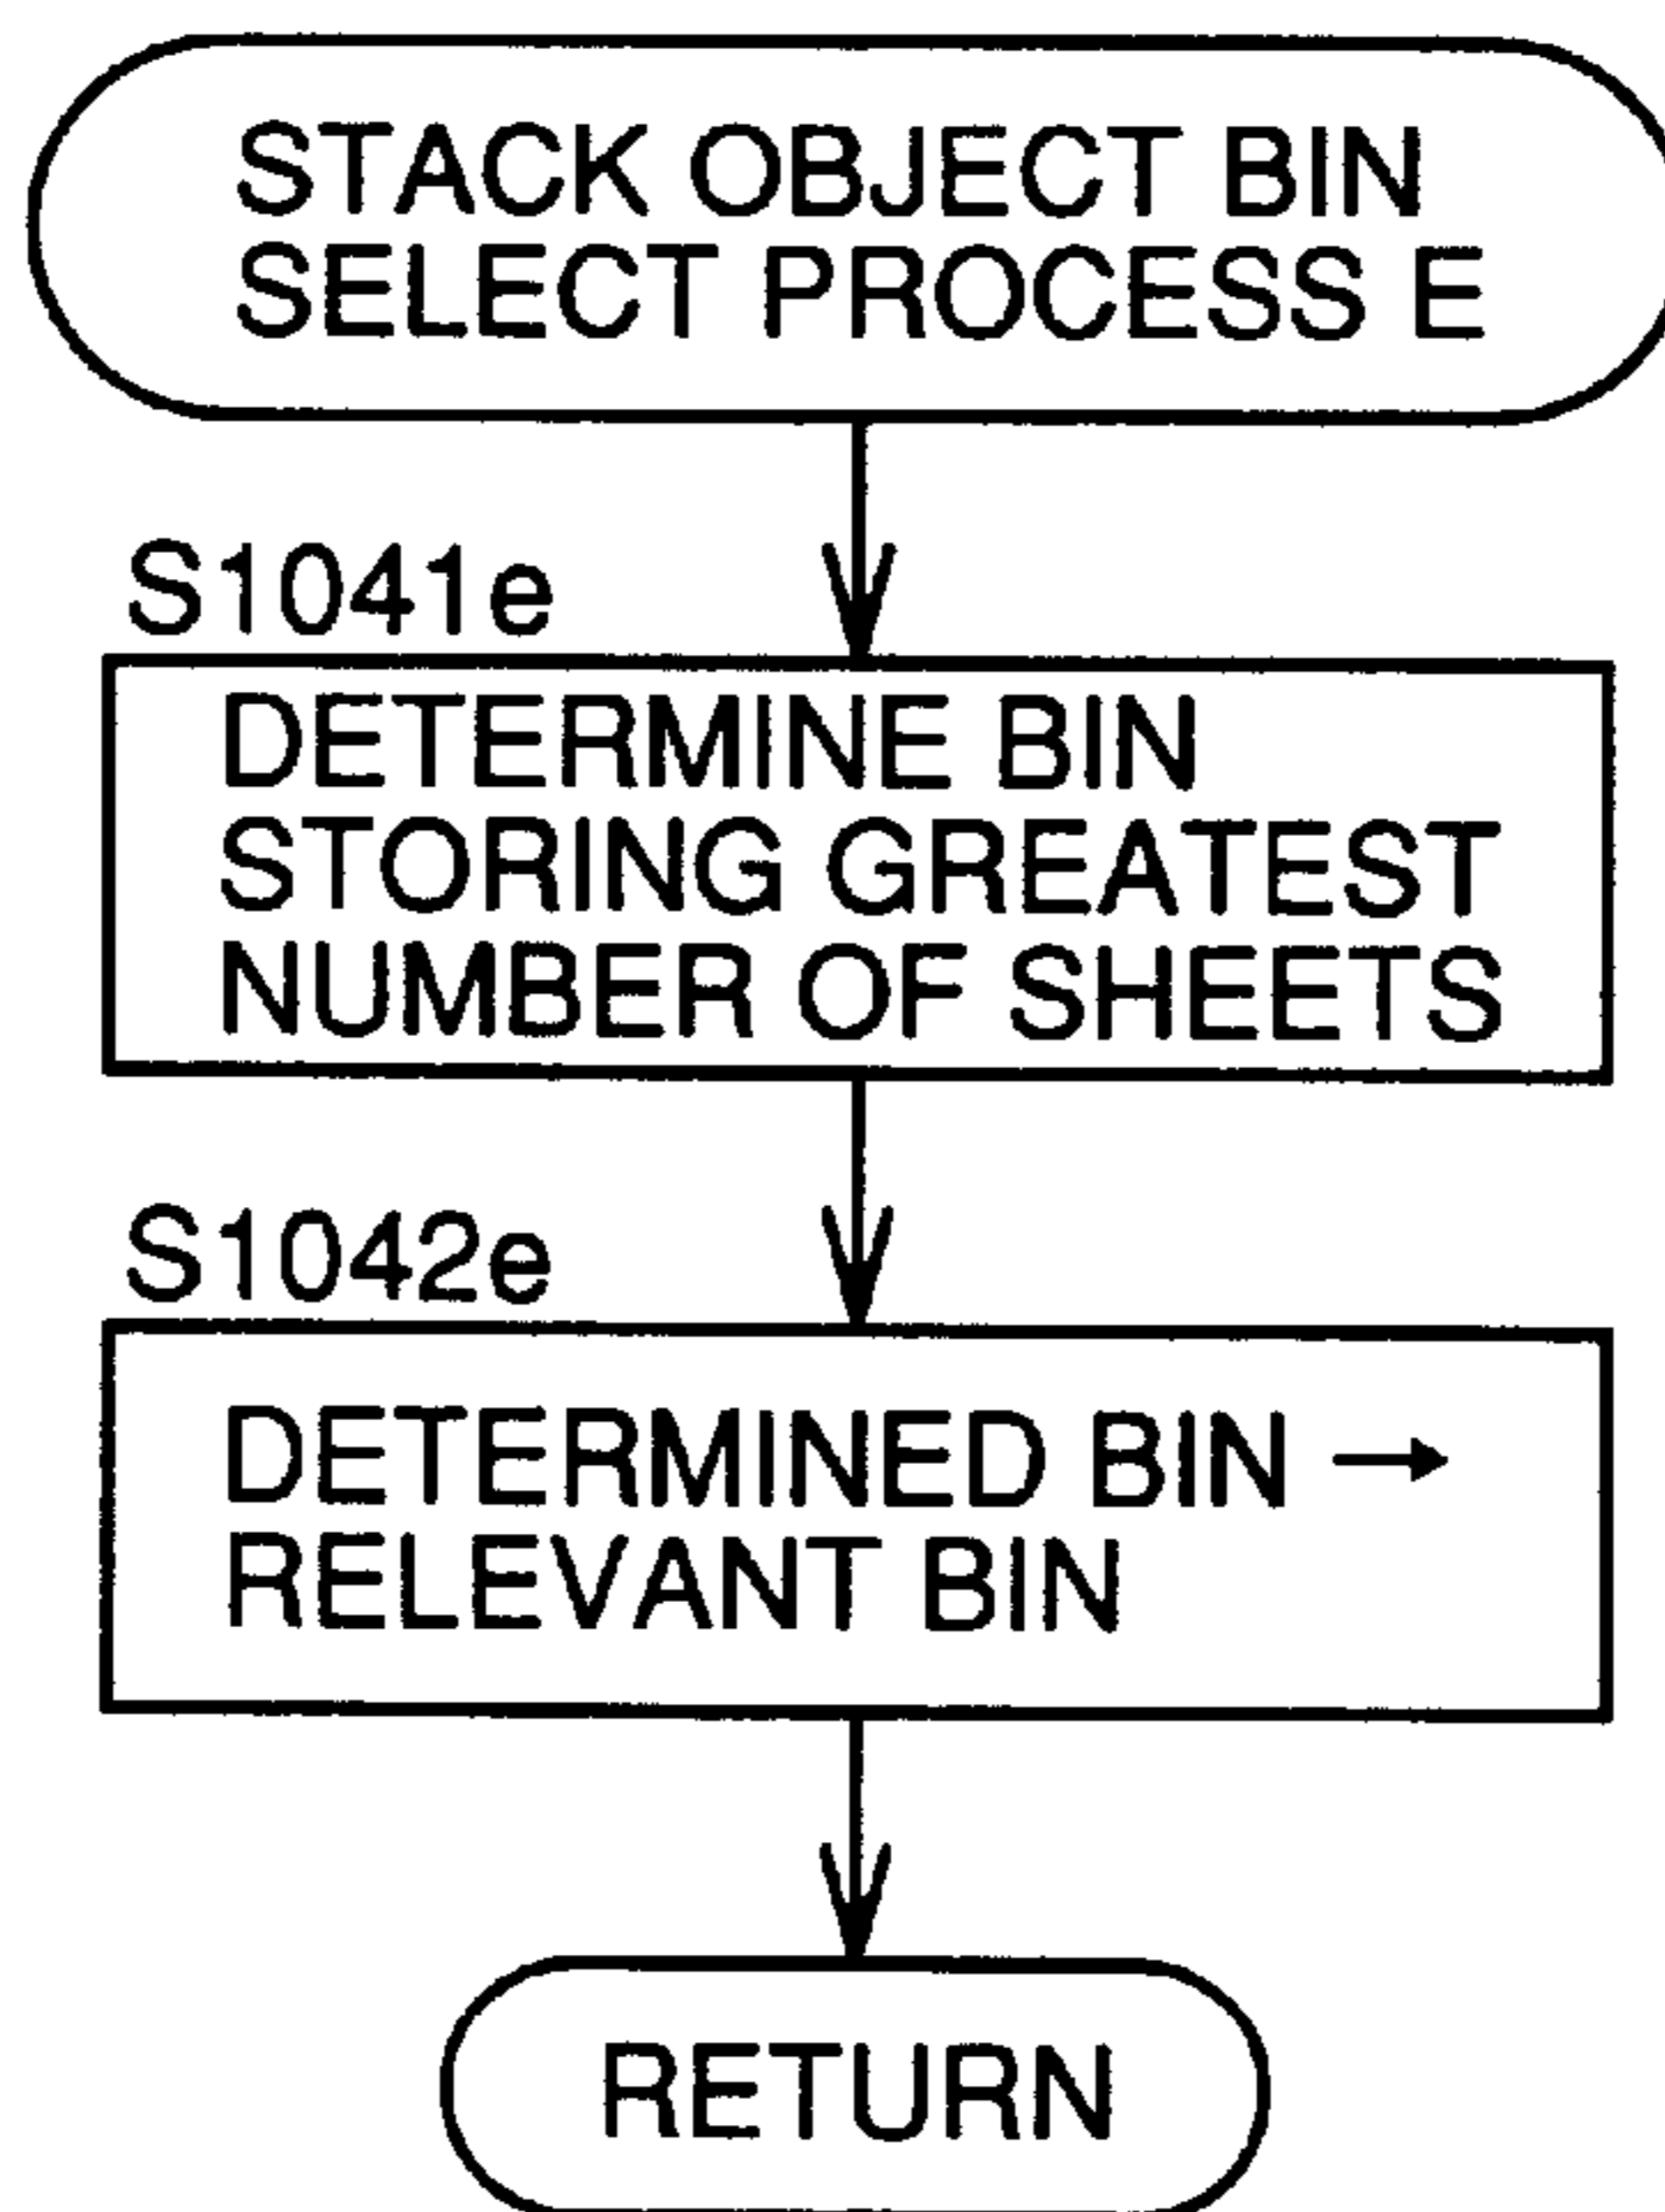 STACK OBJECT BIN
SELECT PROCESS E
S1041e
DETERMINE BIN
STORING GREATEST
NUMBER OF SHEETS
S1042e
DETERMINED BIN →
RELEVANT BIN
RETURN